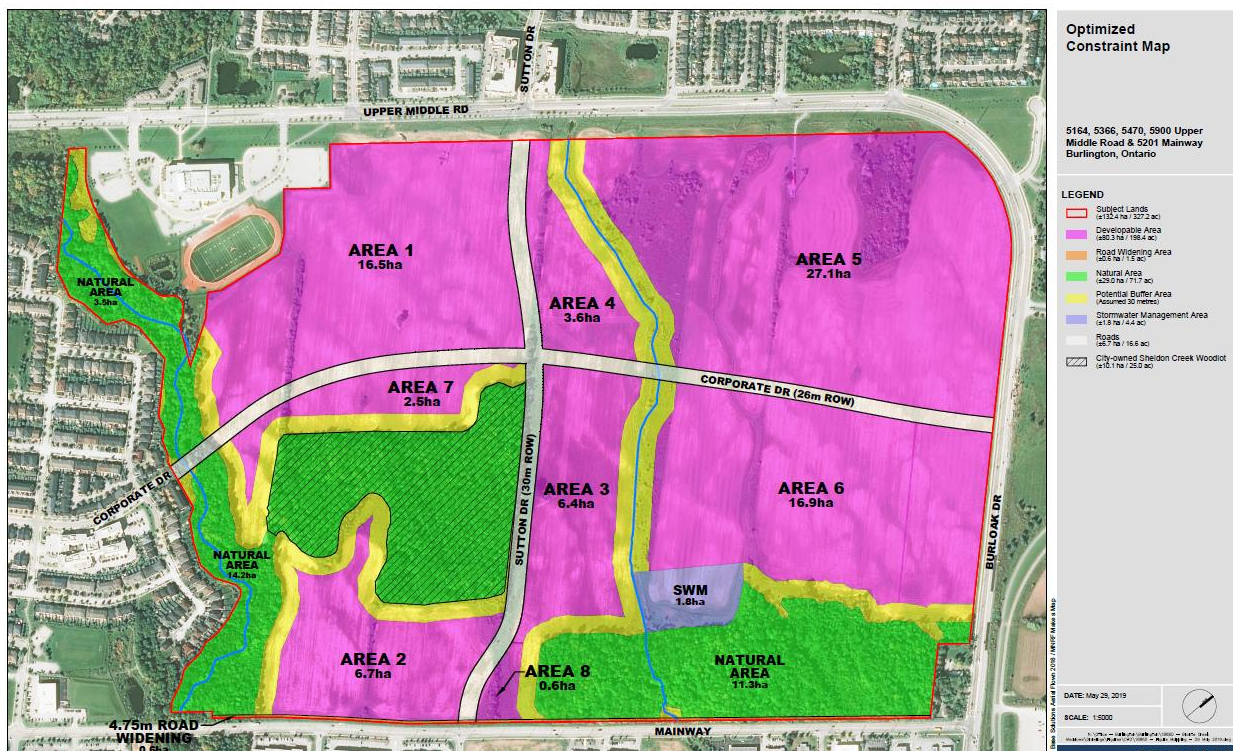 Optimized
Constraint Map
5164, 5366, 5470, 5900 Upper
Middle Road & 5201 Mainway
Burlington, Ontario
LEGEND
Subject Lands
(±132.4 ha / 327.2 ac)
Developable Area
(±80.3 ha / 198.4 ac)
Road Widening Area
(±0.6 ha / 1.5 ac)
Natural Area
(±29.0 ha / 71.7 ac)
Potential Buffer Area
(Assumed 30 metres)
Stormwater Management Area
(±1.8 ha / 4.4 ac)
Roads
(±6.7 ha / 16.6 ac)
City-owned Sheldon Creek Woodlot
(±10.1 ha / 25.0 ac)
DATE: May 29, 2019
SCALE: 1:5000
SUTTON DR
UPPER MIDDLE RD
AREA 1
16.5ha
AREA 5
27.1ha
NATURAL
AREA
3.5ha
AREA 4
3.6ha
AREA 7
2.5ha
CORPORATE DR (26m ROW)
CORPORATE DR
SUTTON DR (30m ROW)
AREA 3
6.4ha
AREA 6
16.9ha
BURLOAK DR
NATURAL
AREA
14.2ha
SWM
1.8ha
AREA 2
6.7ha
AREA 8
0.6ha
NATURAL
AREA
11.3ha
4.75m ROAD
WIDENING
0.6ha
MAINWAY